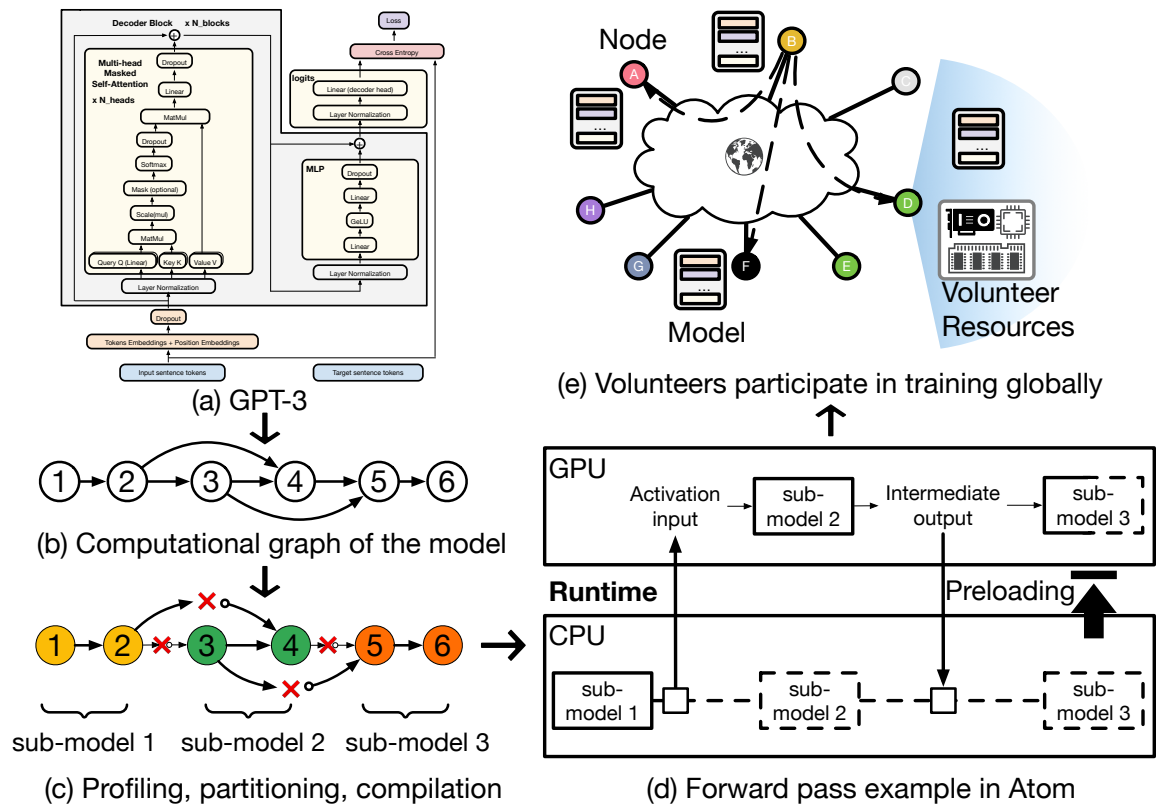 Decoder Block x N_blocks
Multi-head
Masked
Self-Attention
x N_heads
Dropout
Linear
MatMul
Dropout
Softmax
Mask (optional)
Scale(mul)
MatMul
Query Q (Linear)
Key K
Value V
Layer Normalization
Dropout
Tokens Embeddings + Position Embeddings
Input sentence tokens
Loss
Cross Entropy
logits
Linear (decoder head)
Layer Normalization
MLP
Dropout
Linear
GeLU
Linear
Layer Normalization
Target sentence tokens
(a) GPT-3
1 2 3 4 5 6
(b) Computational graph of the model
1 2 3 4 5 6
sub-model 1 sub-model 2 sub-model 3
(c) Profiling, partitioning, compilation
Node
A
B
C
D
E
F
G
H
...
...
...
...
Model
Volunteer
Resources
(e) Volunteers participate in training globally
GPU
Activation
input
sub-
model 2
Intermediate
output
sub-
model 3
Runtime
Preloading
CPU
sub-
model 1
sub-
model 2
sub-
model 3
(d) Forward pass example in Atom